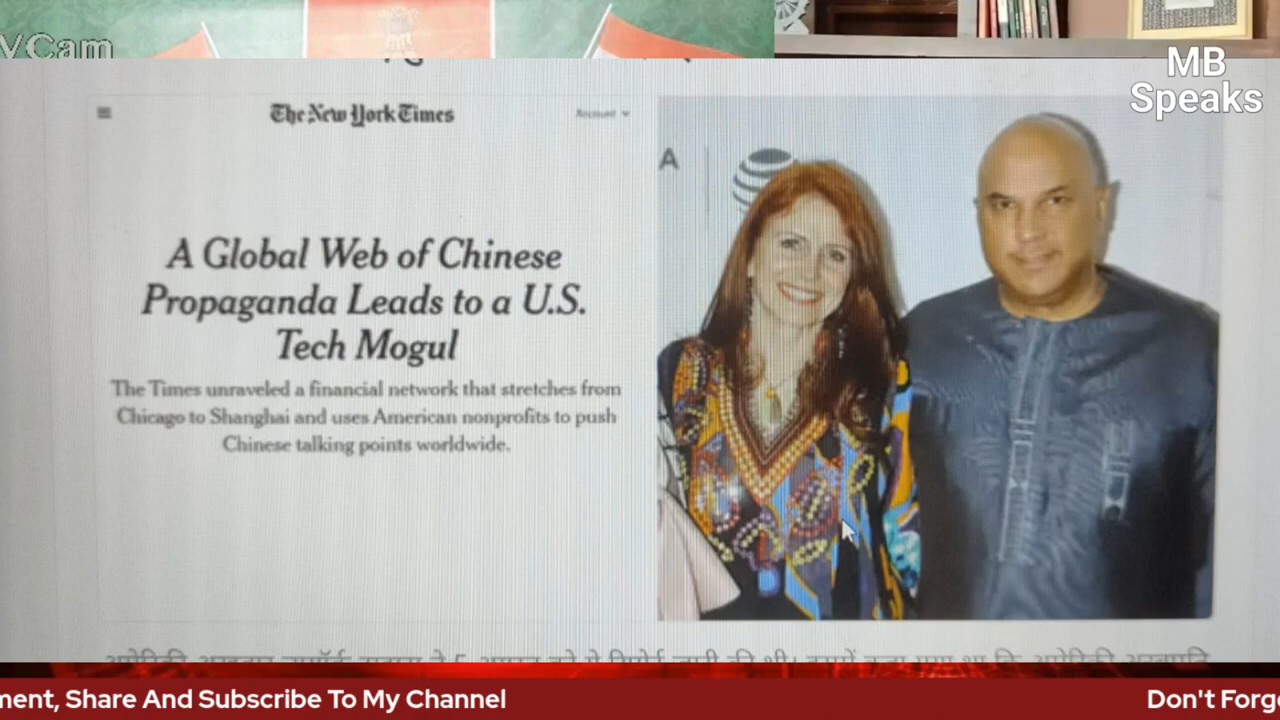 VCam
MB
Speaks
The New York Times
Account
A
A Global Web of Chinese
Propaganda Leads to a U.S.
Tech Mogul
The Times unraveled a financial network that stretches from
Chicago to Shanghai and uses American nonprofits to push
Chinese talking points worldwide.
ment, Share And Subscribe To My Channel
Don't Forg